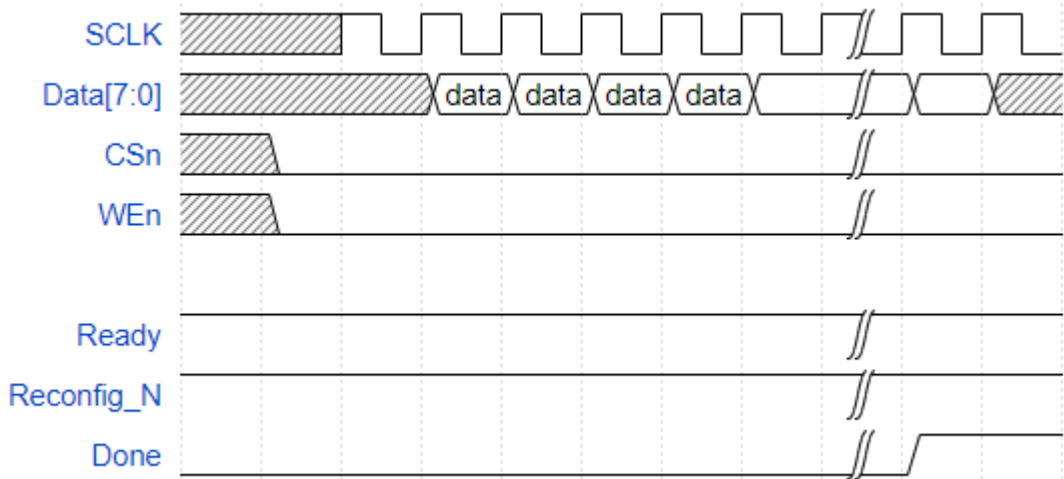 SCLK
Data[7:0] data data data data
CSn
WEn
Ready
Reconfig_N
Done